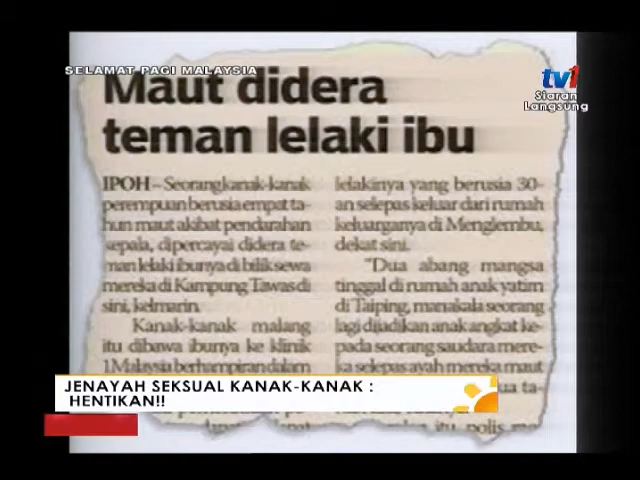 SELAMAT PAGI MALAYSIA
tv1
Siaran
Langsung
Maut didera
teman lelaki ibu
IPOH – Seorang kanak-kanak
perempuan berusia empat ta-
hun maut akibat pendarahan
kepala, dipercayai didera te-
man lelaki ibunya di bilik sewa
mereka di Kampung Tawas di
sini, kelmarin.
Kanak-kanak malang
itu dibawa ibunya ke klinik
1Malaysia berhampiran dalam
lelakinya yang berusia 30-
an selepas keluar dari rumah
keluarganya di Menglembu,
dekat sini.
"Dua abang mangsa
tinggal di rumah anak yatim
di Taiping, manakala seorang
lagi dijadikan anak angkat ke-
pada seorang saudara mere-
ka selepas ayah mereka maut
JENAYAH SEKSUAL KANAK-KANAK :
HENTIKAN!!